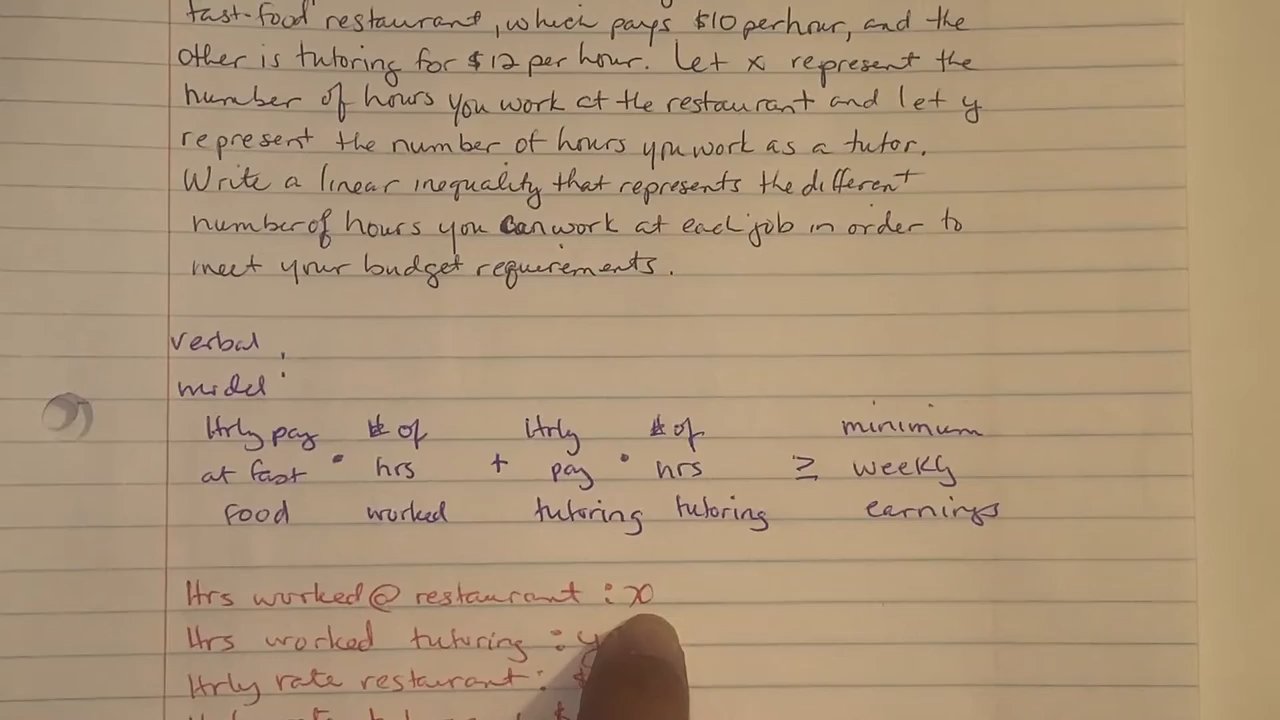 fast-food restaurant, which pays $10 per hour, and the
other is tutoring for $12 per hour. Let x represent the
number of hours you work at the restaurant and let y
represent the number of hours you work as a tutor.
Write a linear inequality that represents the different
number of hours you can work at each job in order to
meet your budget requirements.
verbal
model:
Hrly pay # of Hrly # of minimum
at fast • hrs + pay • hrs ≥ weekly
food worked tutoring tutoring earnings
Hrs worked @ restaurant : x
Hrs worked tutoring : y
Hrly rate restaurant :